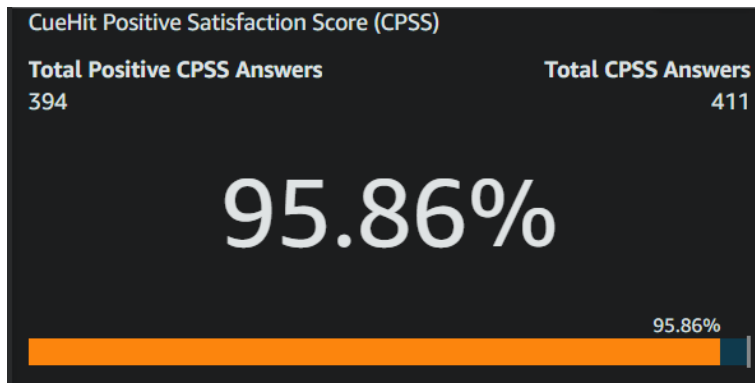 CueHit Positive Satisfaction Score (CPSS)
Total Positive CPSS Answers
394
Total CPSS Answers
411
95.86%
95.86%